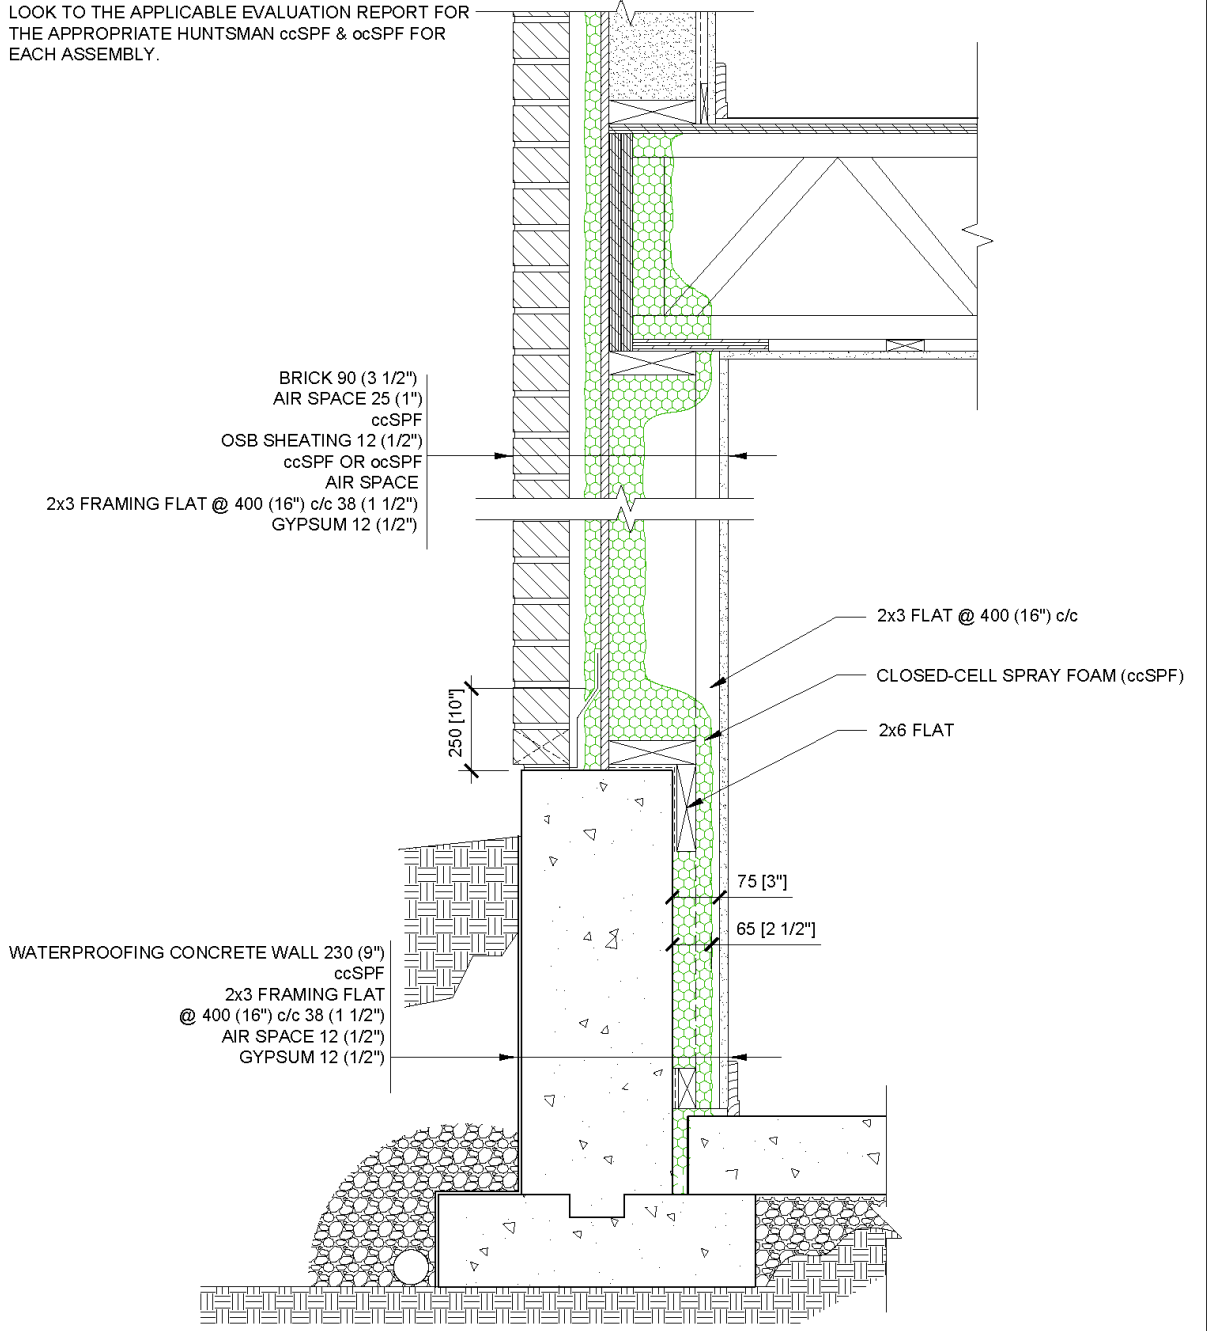 LOOK TO THE APPLICABLE EVALUATION REPORT FOR
THE APPROPRIATE HUNTSMAN ccSPF & ocSPF FOR
EACH ASSEMBLY.
BRICK 90 (3 1/2")
AIR SPACE 25 (1")
ccSPF
OSB SHEATING 12 (1/2")
ccSPF OR ocSPF
AIR SPACE
2x3 FRAMING FLAT @ 400 (16") c/c 38 (1 1/2")
GYPSUM 12 (1/2")
2x3 FLAT @ 400 (16") c/c
CLOSED-CELL SPRAY FOAM (ccSPF)
2x6 FLAT
250 [10"]
75 [3"]
65 [2 1/2"]
WATERPROOFING CONCRETE WALL 230 (9")
ccSPF
2x3 FRAMING FLAT
@ 400 (16") c/c 38 (1 1/2")
AIR SPACE 12 (1/2")
GYPSUM 12 (1/2")